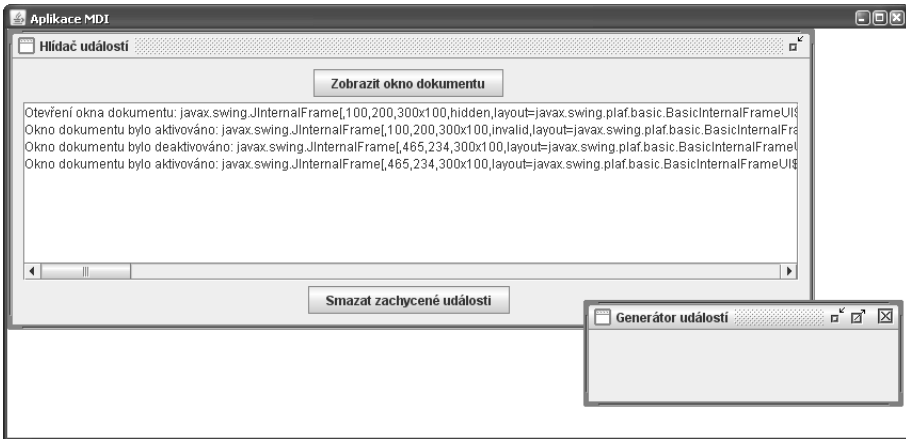 Aplikace MDI
Hlídač událostí
Zobrazit okno dokumentu
Otevření okna dokumentu: javax.swing.JInternalFrame[,100,200,300x100,hidden,layout=javax.swing.plaf.basic.BasicInternalFrameUI$
Okno dokumentu bylo aktivováno: javax.swing.JInternalFrame[,100,200,300x100,invalid,layout=javax.swing.plaf.basic.BasicInternalFra
Okno dokumentu bylo deaktivováno: javax.swing.JInternalFrame[,465,234,300x100,layout=javax.swing.plaf.basic.BasicInternalFrameU
Okno dokumentu bylo aktivováno: javax.swing.JInternalFrame[,465,234,300x100,layout=javax.swing.plaf.basic.BasicInternalFrameUI$
Smazat zachycené události
Generátor událostí